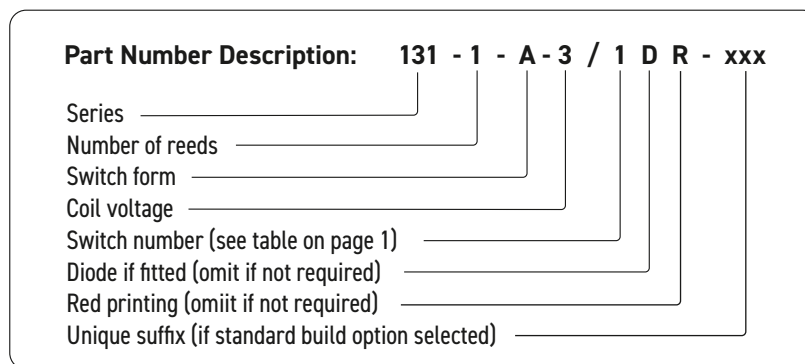 Part Number Description: 131 - 1 - A - 3 / 1 D R - xxx
Series
Number of reeds
Switch form
Coil voltage
Switch number (see table on page 1)
Diode if fitted (omit if not required)
Red printing (omiit if not required)
Unique suffix (if standard build option selected)